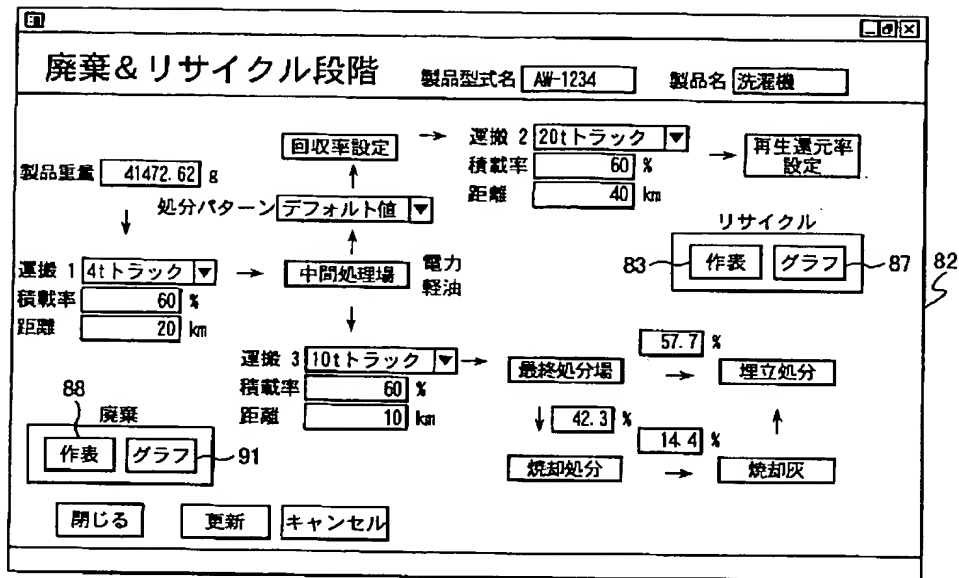 廃棄&リサイクル段階
製品型式名 AW-1234
製品名 洗濯機
製品重量 41472.62 g
回収率設定
運搬 2 20tトラック
積載率 60 %
距離 40 km
再生還元率
設定
処分パターン デフォルト値
リサイクル
83 作表 グラフ 87
82
運搬 1 4tトラック
積載率 60 %
距離 20 km
中間処理場
電力
軽油
運搬 3 10tトラック
積載率 60 %
距離 10 km
最終処分場
57.7 %
埋立処分
42.3 %
14.4 %
焼却処分
焼却灰
88
廃棄
作表 グラフ 91
閉じる 更新 キャンセル